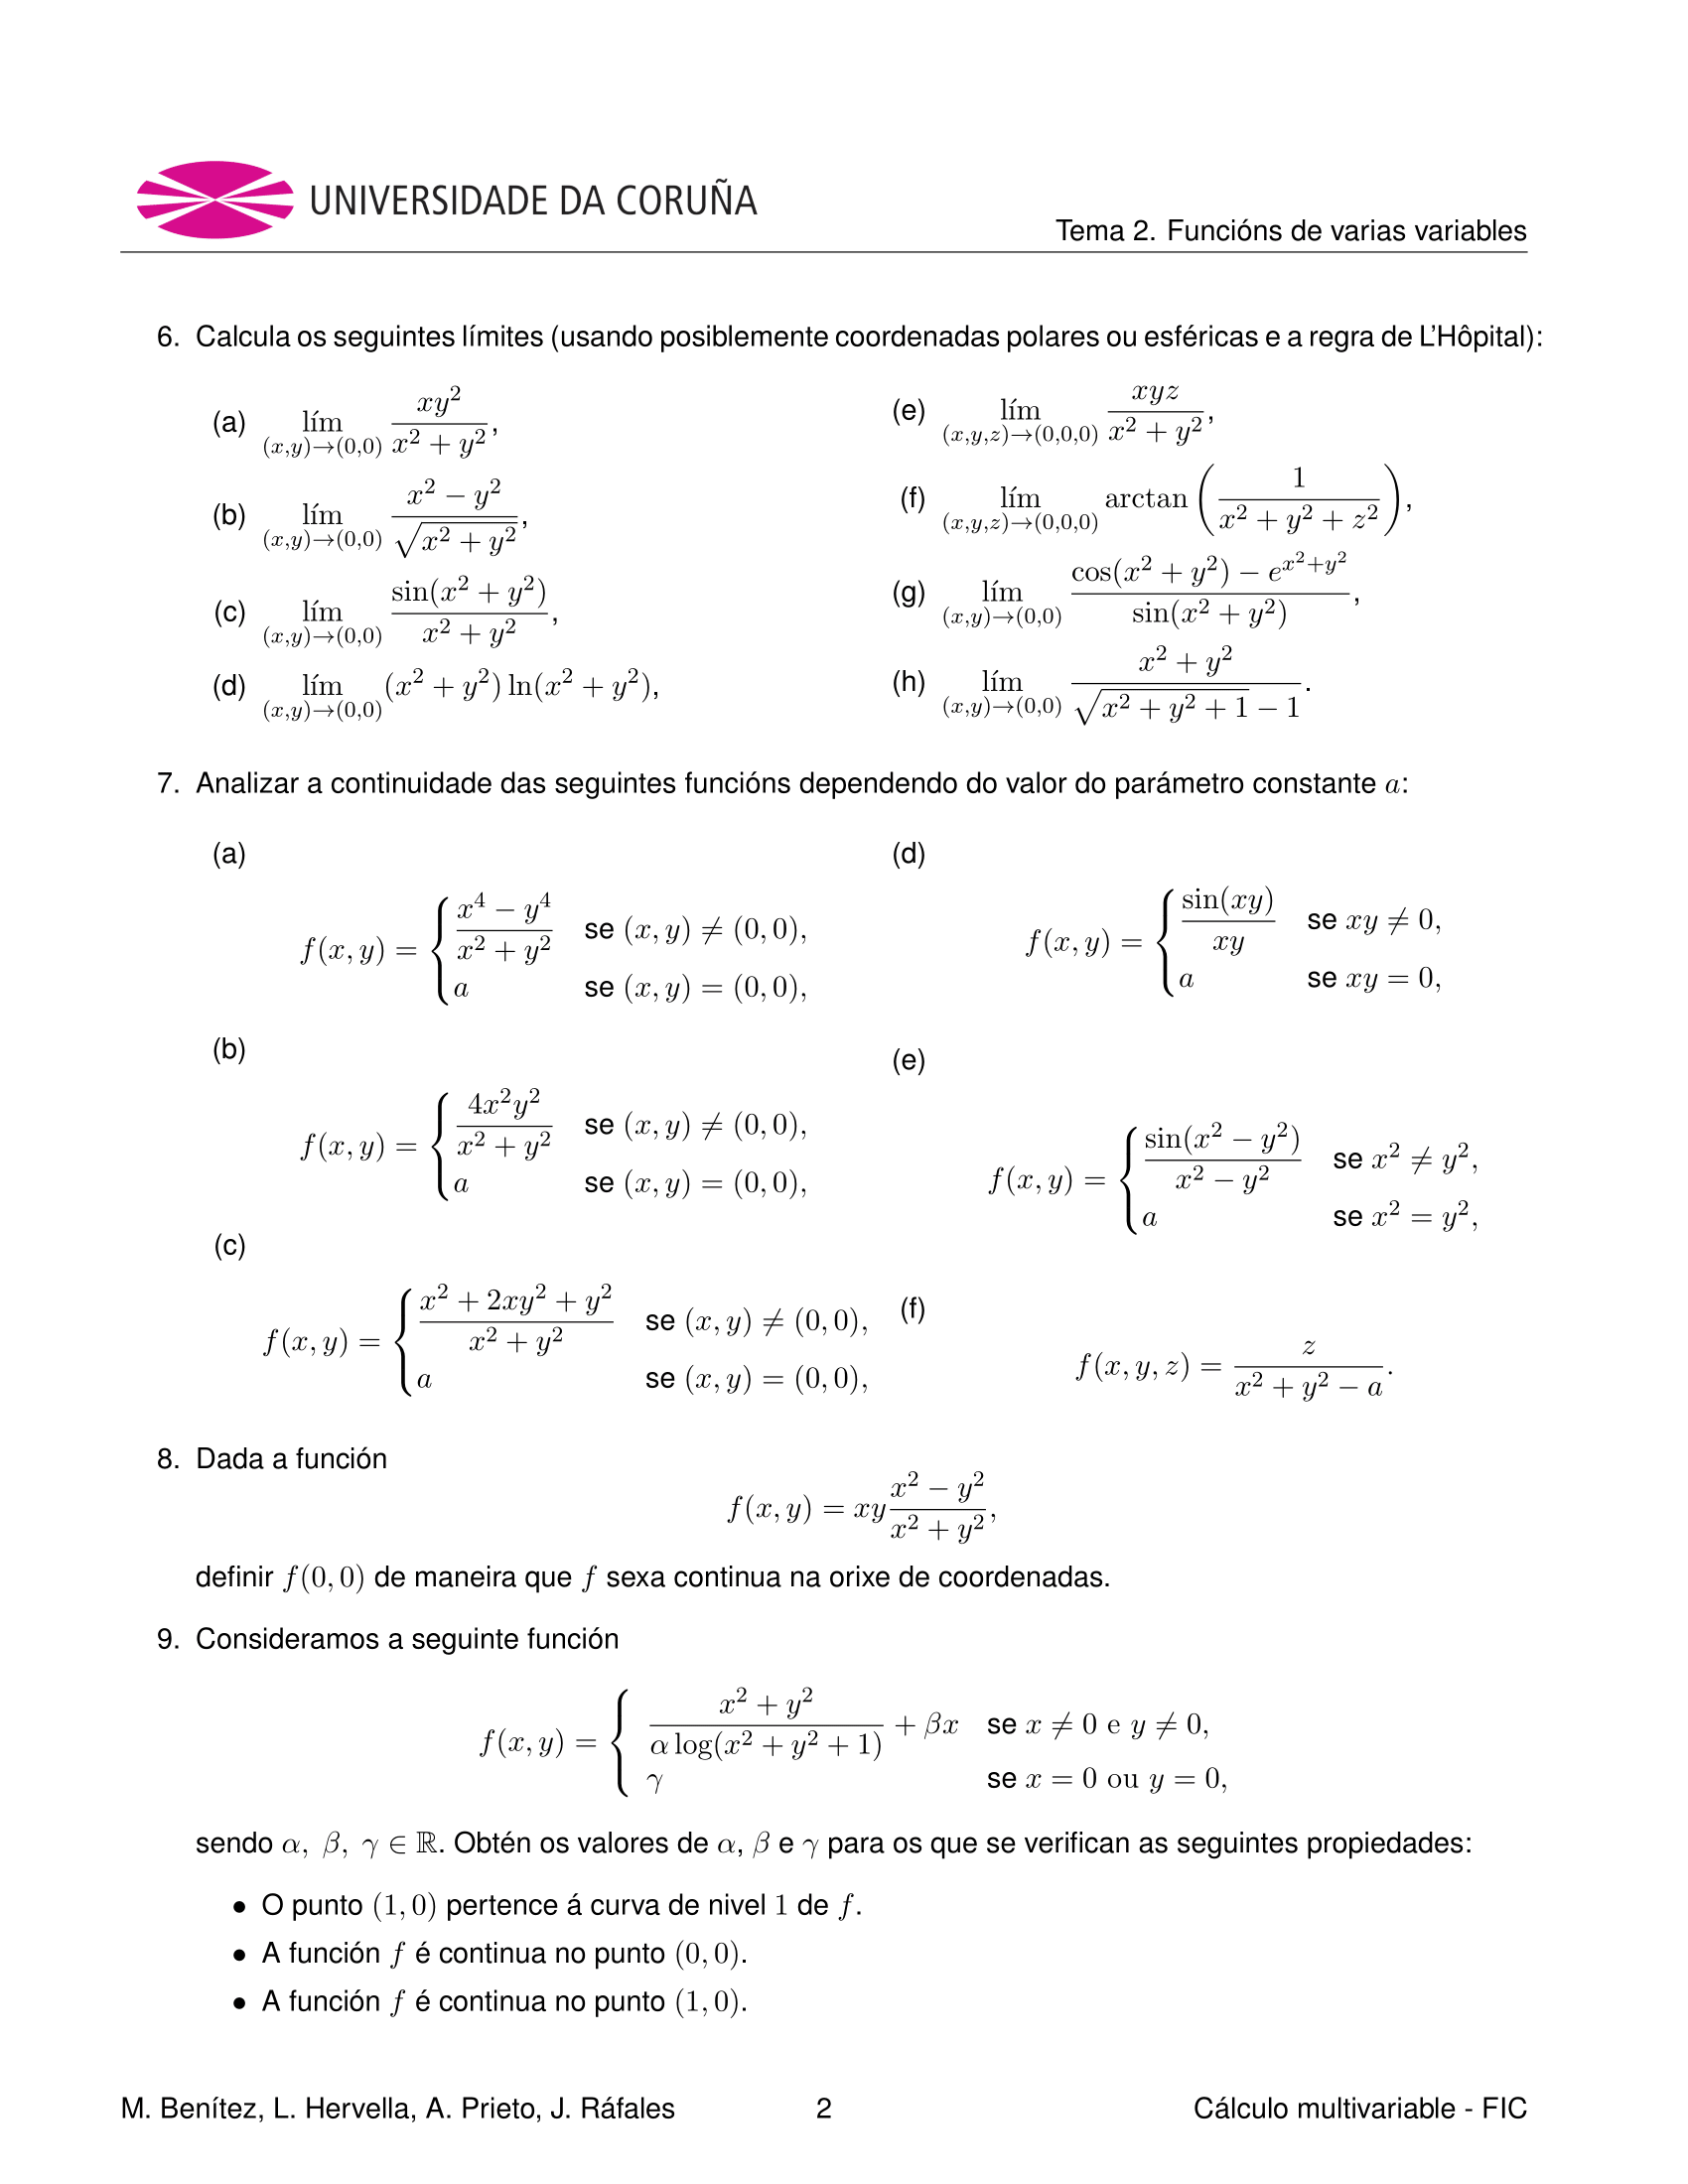 UNIVERSIDADE DA CORUÑA
Tema 2. Funcións de varias variables
6. Calcula os seguintes límites (usando posiblemente coordenadas polares ou esféricas e a regra de L'Hôpital):
(a) $\lim_{(x,y)\to(0,0)} \frac{xy^2}{x^2+y^2}$,
(b) $\lim_{(x,y)\to(0,0)} \frac{x^2-y^2}{\sqrt{x^2+y^2}}$,
(c) $\lim_{(x,y)\to(0,0)} \frac{\sin(x^2+y^2)}{x^2+y^2}$,
(d) $\lim_{(x,y)\to(0,0)} (x^2+y^2)\ln(x^2+y^2)$,
(e) $\lim_{(x,y,z)\to(0,0,0)} \frac{xyz}{x^2+y^2}$,
(f) $\lim_{(x,y,z)\to(0,0,0)} \arctan\left(\frac{1}{x^2+y^2+z^2}\right)$,
(g) $\lim_{(x,y)\to(0,0)} \frac{\cos(x^2+y^2)-e^{x^2+y^2}}{\sin(x^2+y^2)}$,
(h) $\lim_{(x,y)\to(0,0)} \frac{x^2+y^2}{\sqrt{x^2+y^2+1}-1}$.
7. Analizar a continuidade das seguintes funcións dependendo do valor do parámetro constante $a$:
(a)
$f(x,y) = \begin{cases} \frac{x^4-y^4}{x^2+y^2} & \text{se } (x,y)\neq(0,0), \\ a & \text{se } (x,y)=(0,0), \end{cases}$
(b)
$f(x,y) = \begin{cases} \frac{4x^2y^2}{x^2+y^2} & \text{se } (x,y)\neq(0,0), \\ a & \text{se } (x,y)=(0,0), \end{cases}$
(c)
$f(x,y) = \begin{cases} \frac{x^2+2xy^2+y^2}{x^2+y^2} & \text{se } (x,y)\neq(0,0), \\ a & \text{se } (x,y)=(0,0), \end{cases}$
(d)
$f(x,y) = \begin{cases} \frac{\sin(xy)}{xy} & \text{se } xy\neq 0, \\ a & \text{se } xy=0, \end{cases}$
(e)
$f(x,y) = \begin{cases} \frac{\sin(x^2-y^2)}{x^2-y^2} & \text{se } x^2\neq y^2, \\ a & \text{se } x^2=y^2, \end{cases}$
(f)
$f(x,y,z) = \frac{z}{x^2+y^2-a}.$
8. Dada a función
$f(x,y) = xy\frac{x^2-y^2}{x^2+y^2},$
definir $f(0,0)$ de maneira que $f$ sexa continua na orixe de coordenadas.
9. Consideramos a seguinte función
$f(x,y) = \begin{cases} \frac{x^2+y^2}{\alpha\log(x^2+y^2+1)}+\beta x & \text{se } x\neq 0 \text{ e } y\neq 0, \\ \gamma & \text{se } x=0 \text{ ou } y=0, \end{cases}$
sendo $\alpha,\ \beta,\ \gamma\in\mathbb{R}$. Obtén os valores de $\alpha$, $\beta$ e $\gamma$ para os que se verifican as seguintes propiedades:
• O punto $(1,0)$ pertence á curva de nivel $1$ de $f$.
• A función $f$ é continua no punto $(0,0)$.
• A función $f$ é continua no punto $(1,0)$.
M. Benítez, L. Hervella, A. Prieto, J. Ráfales
2
Cálculo multivariable - FIC